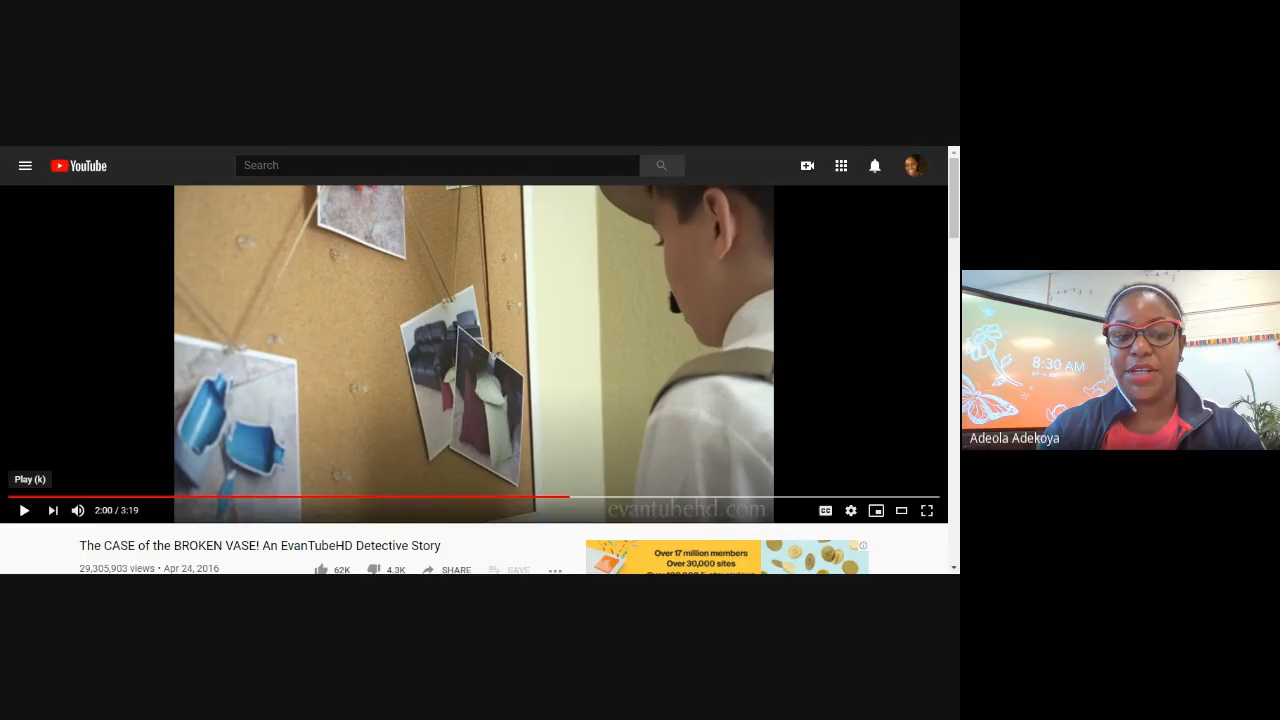 YouTube
Search
evantubehd.com
Play (k)
2:00 / 3:19
CC
The CASE of the BROKEN VASE! An EvanTubeHD Detective Story
29,305,903 views • Apr 24, 2016
62K
4.3K
SHARE
SAVE
Over 17 million members
Over 30,000 sites
8:30 AM
Adeola Adekoya